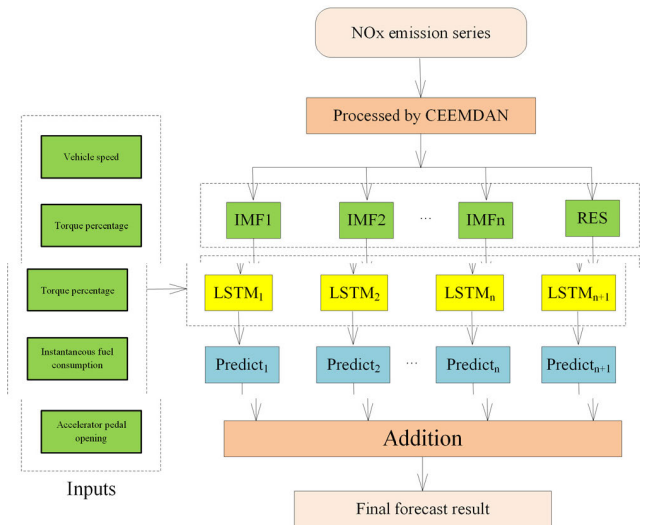 NOx emission series
Processed by CEEMDAN
Vehicle speed
Torque percentage
Torque percentage
Instantaneous fuel
consumption
Accelerator pedal
opening
Inputs
IMF1 IMF2 ... IMFn RES
LSTM1 LSTM2 LSTMn LSTMn+1
Predict1 Predict2 ... Predictn Predictn+1
Addition
Final forecast result